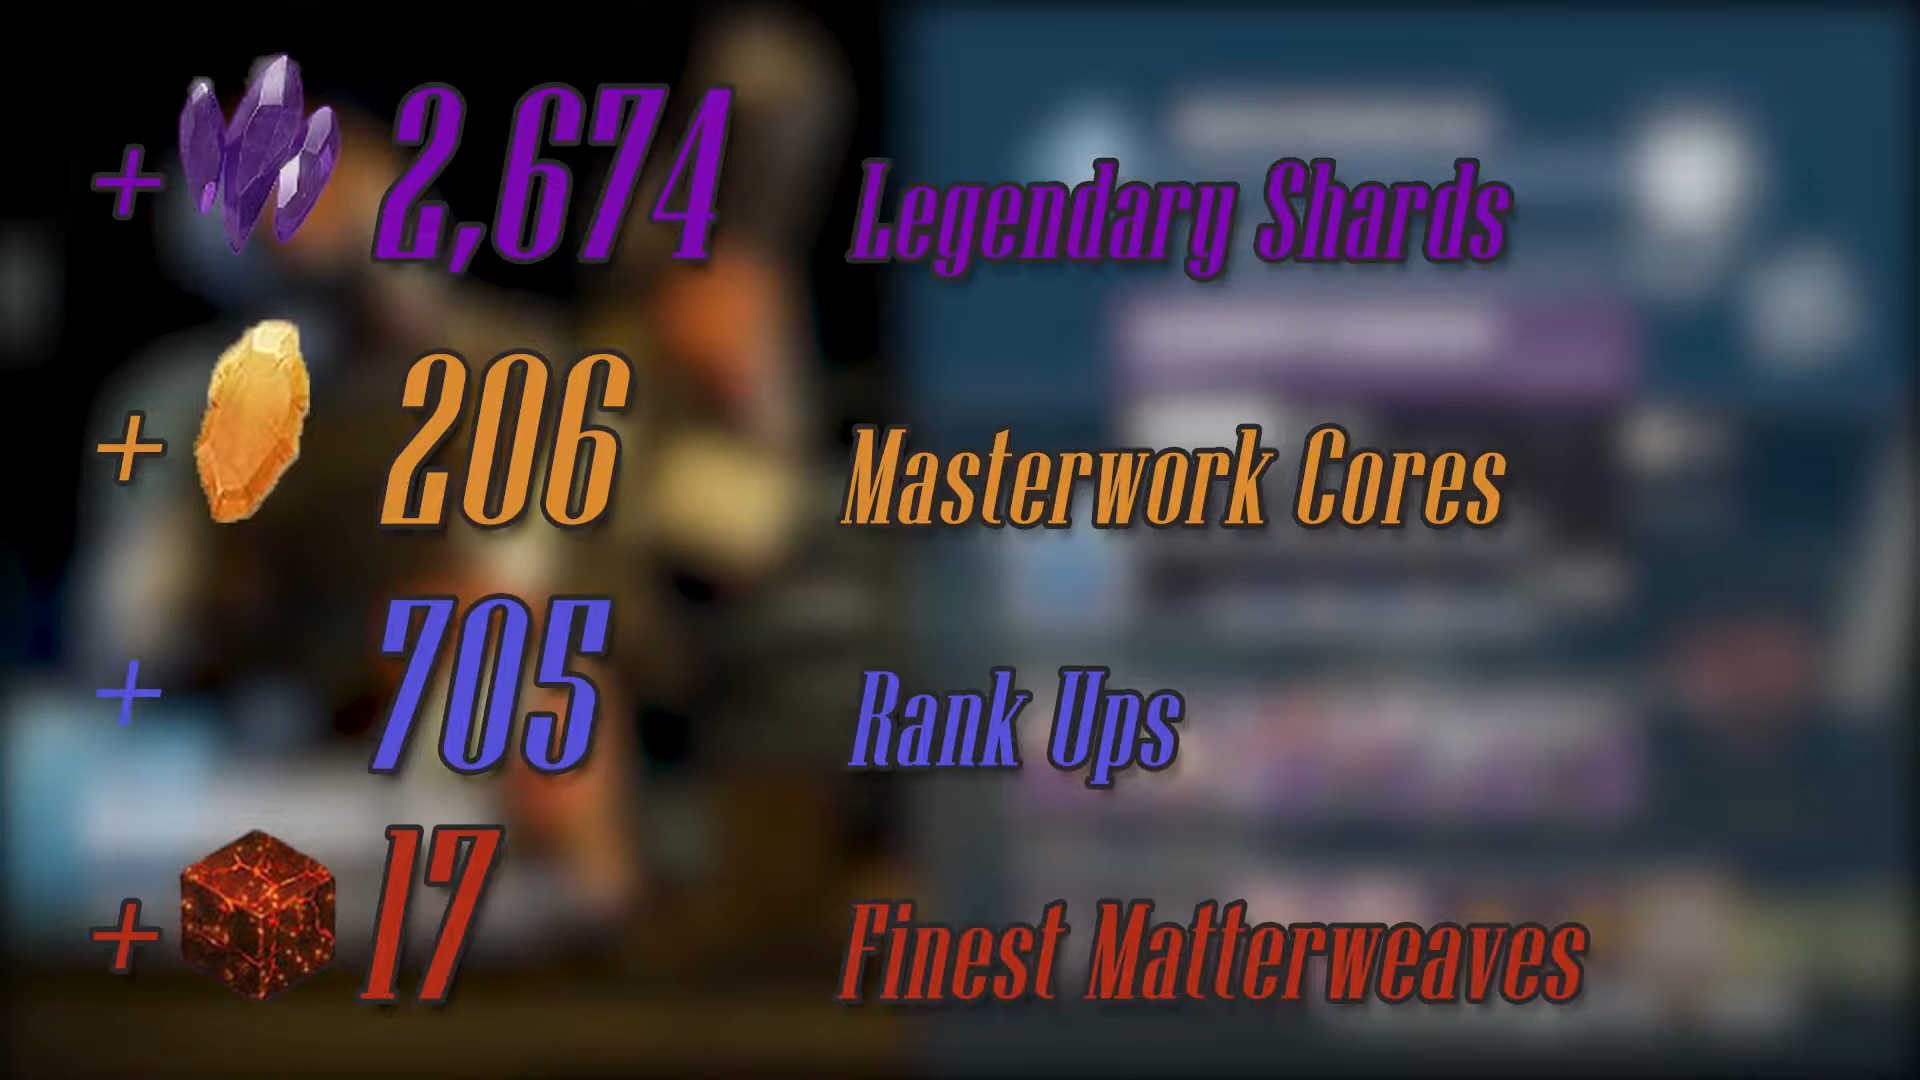 + 2,674 Legendary Shards
+ 206 Masterwork Cores
+ 705 Rank Ups
+ 17 Finest Matterweaves